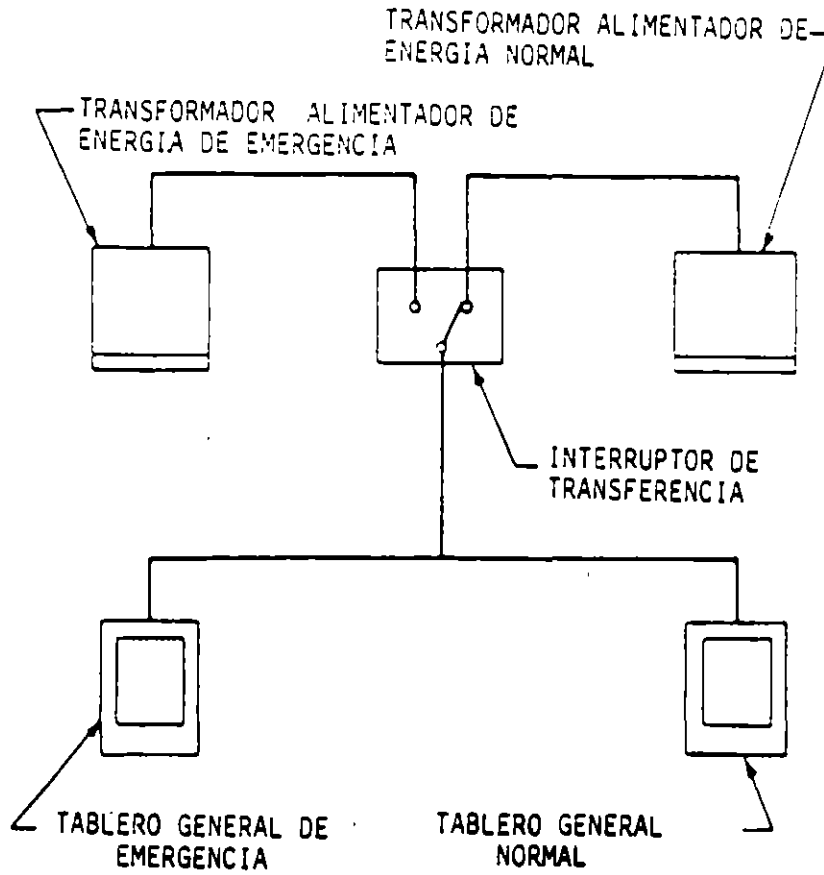 TRANSFORMADOR ALIMENTADOR DE
ENERGIA NORMAL
TRANSFORMADOR ALIMENTADOR DE
ENERGIA DE EMERGENCIA
INTERRUPTOR DE
TRANSFERENCIA
TABLERO GENERAL DE
EMERGENCIA
TABLERO GENERAL
NORMAL